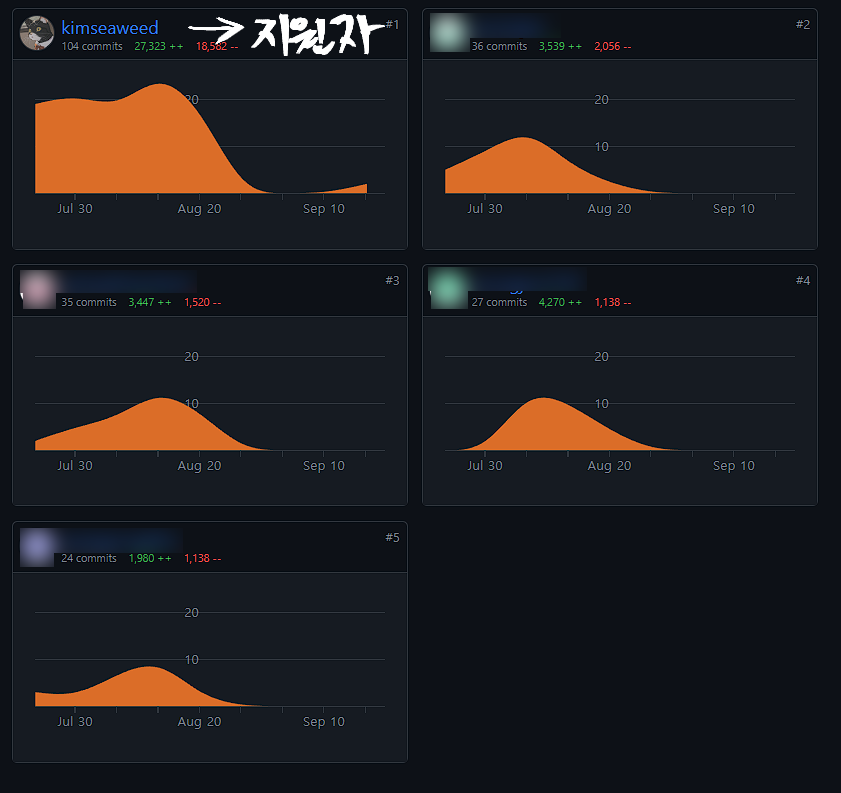 kimseaweed → 지원자 #1
104 commits 27,323 ++ 18,562 --
20
Jul 30 Aug 20 Sep 10
#2
36 commits 3,539 ++ 2,056 --
20
10
Jul 30 Aug 20 Sep 10
#3
35 commits 3,447 ++ 1,520 --
20
10
Jul 30 Aug 20 Sep 10
#4
27 commits 4,270 ++ 1,138 --
20
10
Jul 30 Aug 20 Sep 10
#5
24 commits 1,980 ++ 1,138 --
20
10
Jul 30 Aug 20 Sep 10